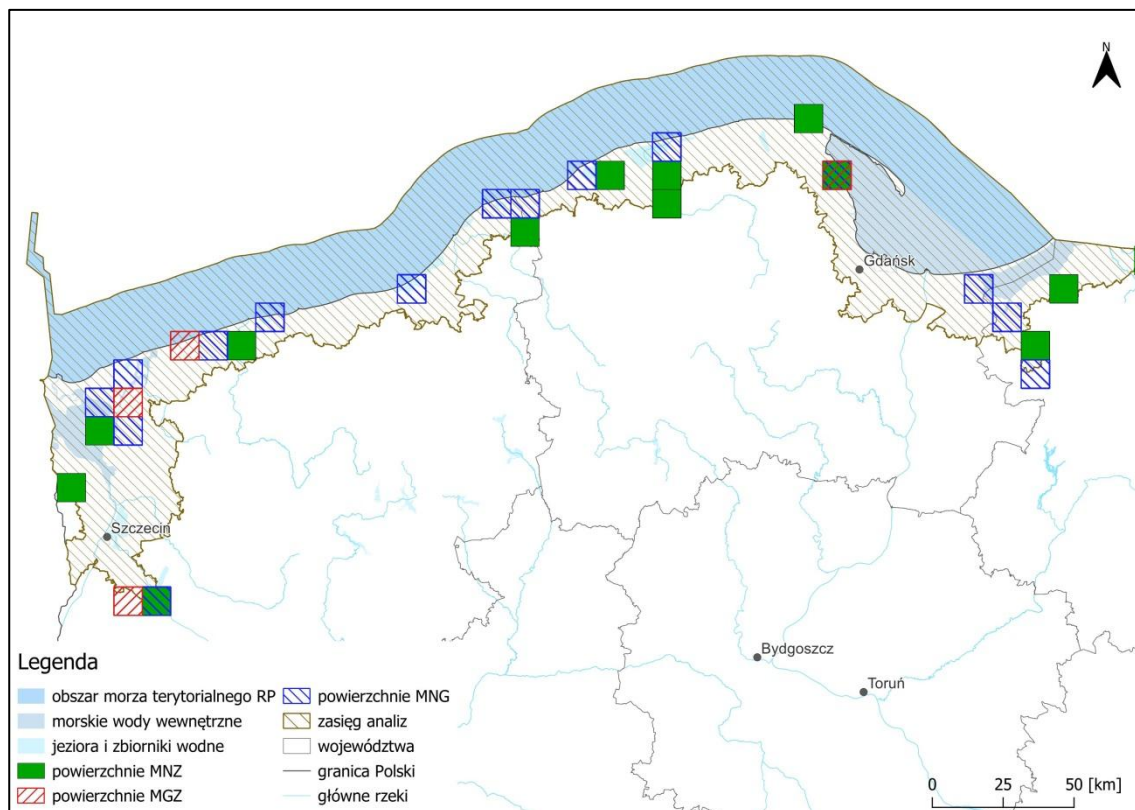 N
Gdańsk
Szczecin
Bydgoszcz
Toruń
Legenda
obszar morza terytorialnego RP
morskie wody wewnętrzne
jeziora i zbiorniki wodne
powierzchnie MNZ
powierzchnie MGZ
powierzchnie MNG
zasięg analiz
województwa
granica Polski
główne rzeki
0 25 50 [km]